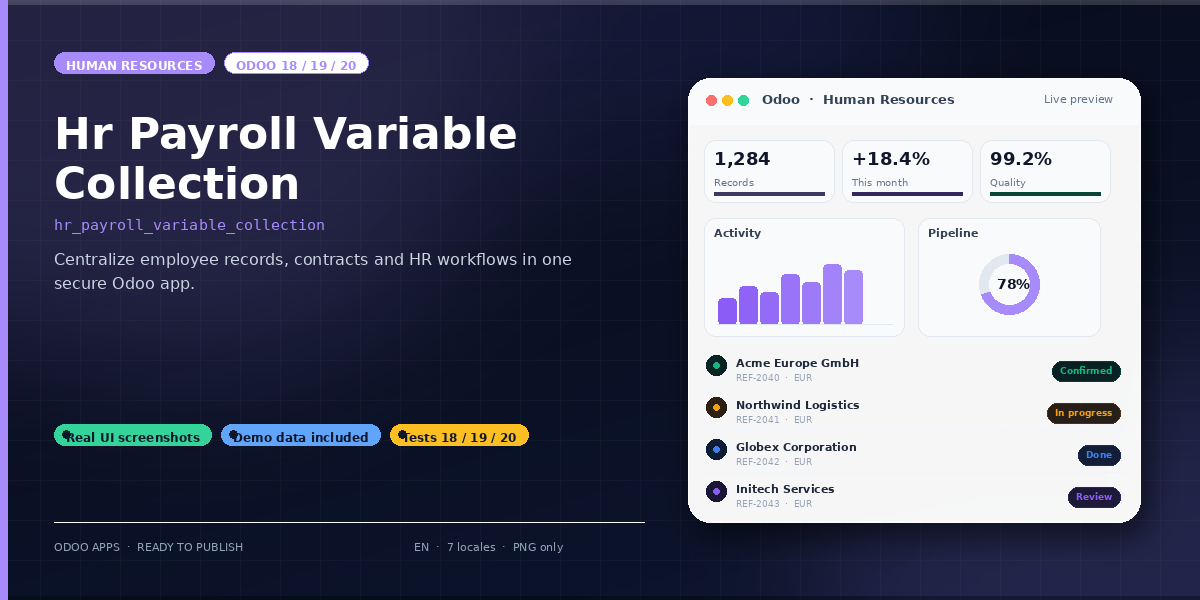 HUMAN RESOURCES
ODOO 18 / 19 / 20
Hr Payroll Variable
Collection
hr_payroll_variable_collection
Centralize employee records, contracts and HR workflows in one
secure Odoo app.
Real UI screenshots
Demo data included
Tests 18 / 19 / 20
ODOO APPS · READY TO PUBLISH
EN · 7 locales · PNG only
Odoo · Human Resources
Live preview
1,284
Records
+18.4%
This month
99.2%
Quality
Activity
Pipeline
78%
Acme Europe GmbH
REF-2040 · EUR
Confirmed
Northwind Logistics
REF-2041 · EUR
In progress
Globex Corporation
REF-2042 · EUR
Done
Initech Services
REF-2043 · EUR
Review